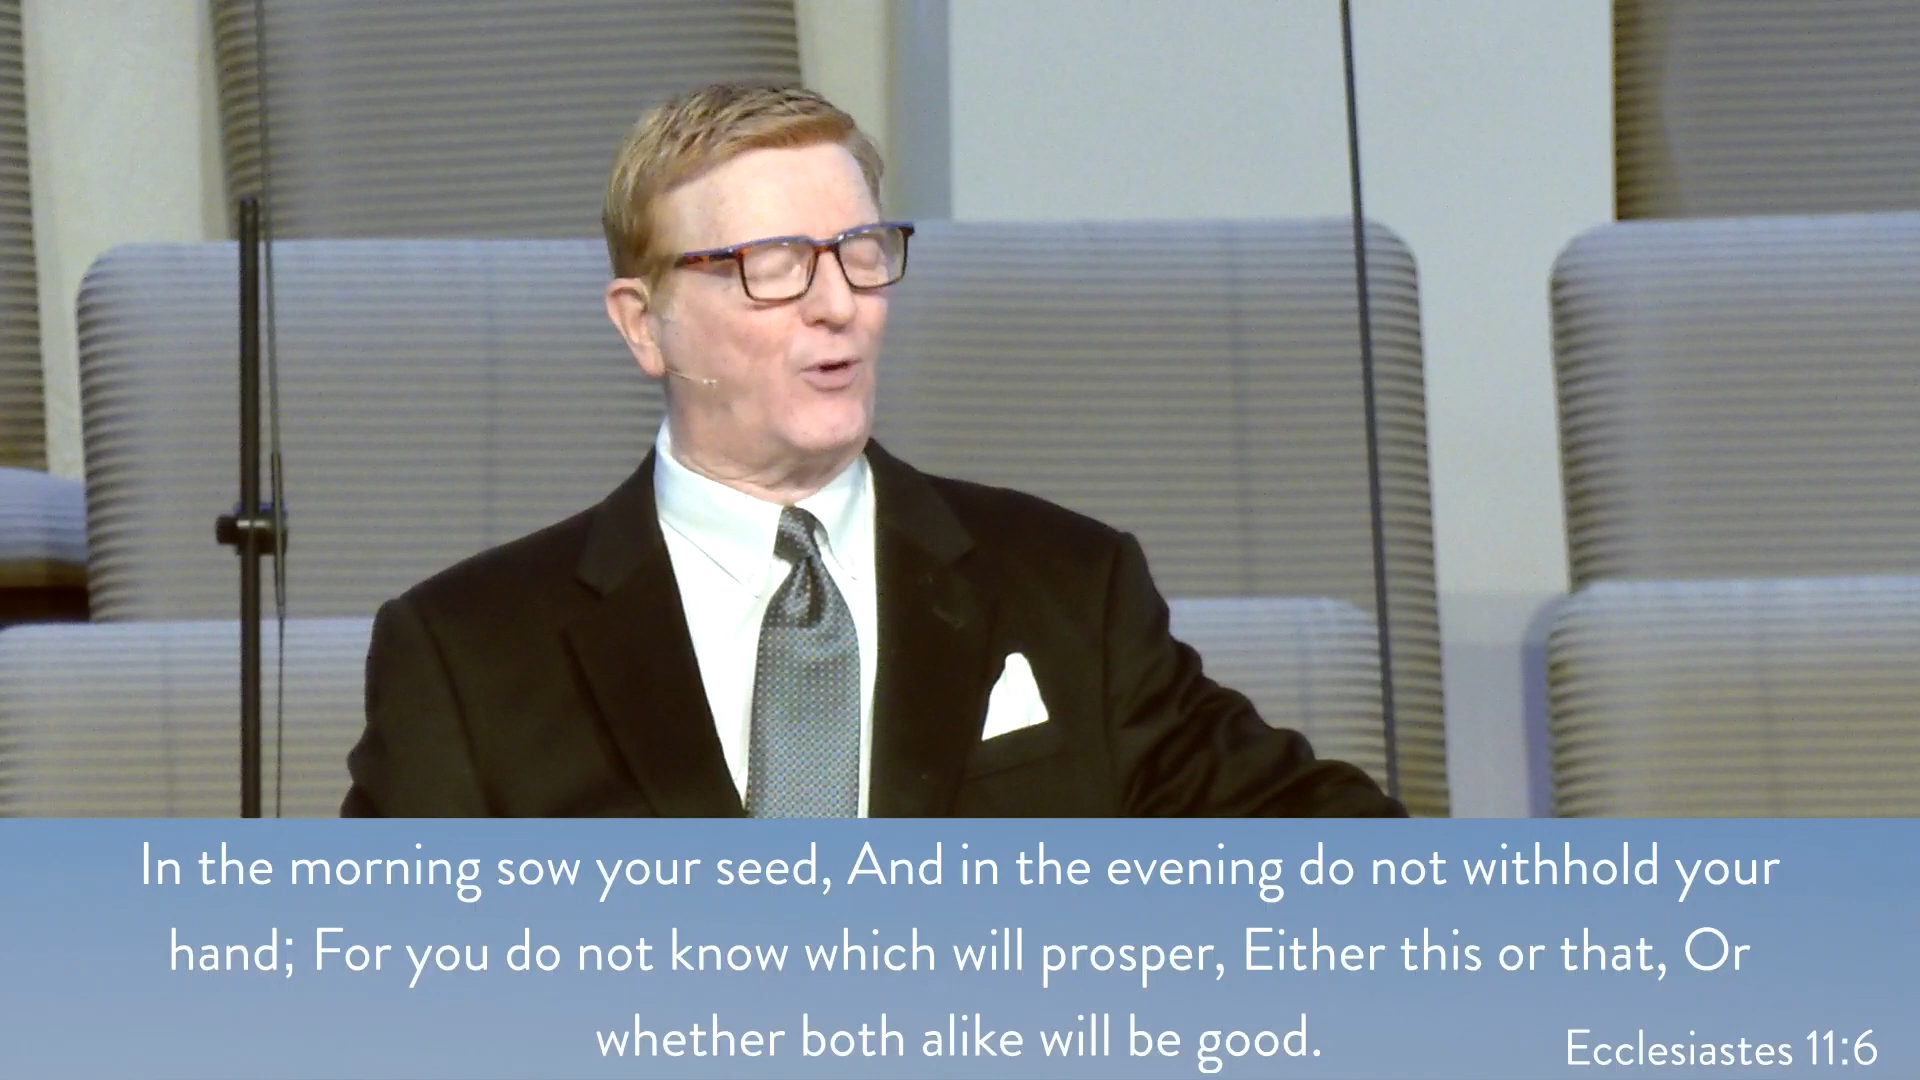 In the morning sow your seed, And in the evening do not withhold your
hand; For you do not know which will prosper, Either this or that, Or
whether both alike will be good.
Ecclesiastes 11:6